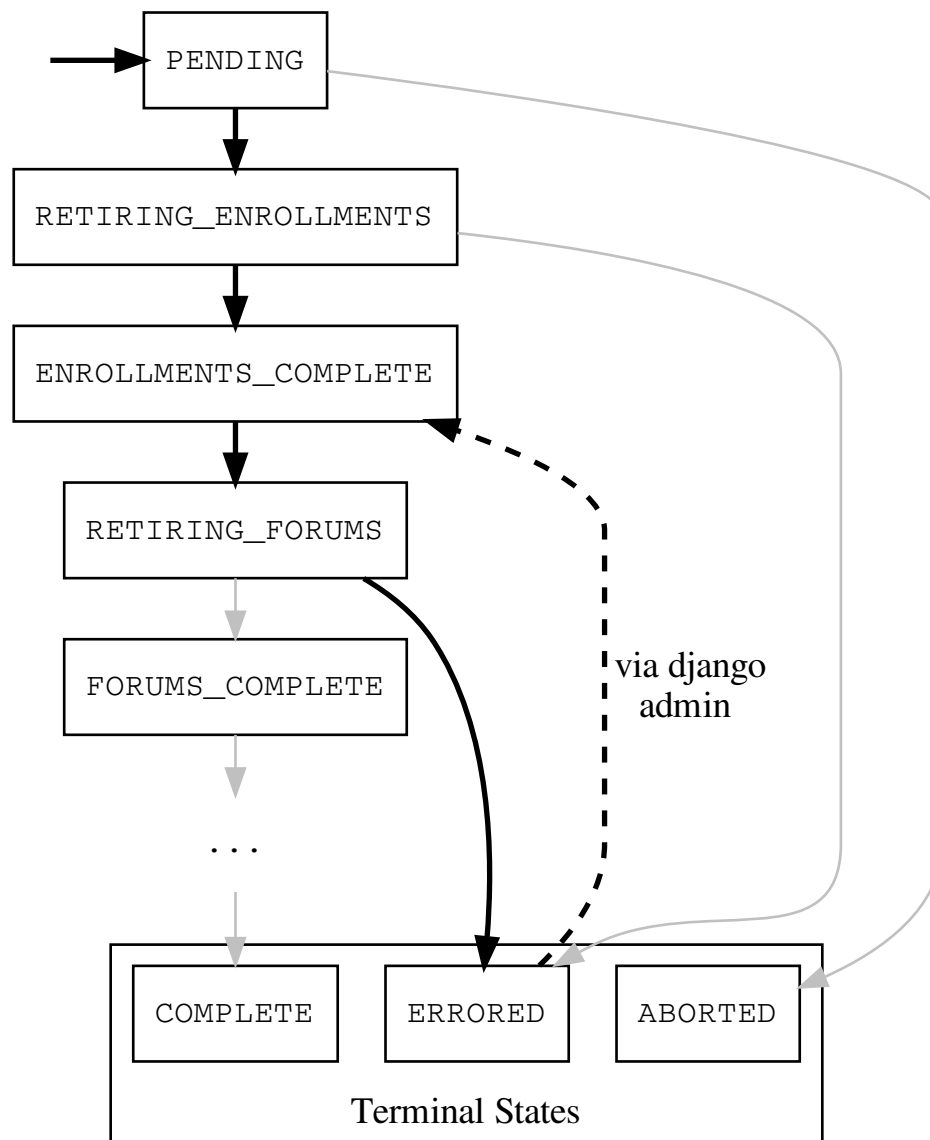 PENDING
RETIRING_ENROLLMENTS
ENROLLMENTS_COMPLETE
RETIRING_FORUMS
FORUMS_COMPLETE
via django
admin
...
COMPLETE
ERRORED
ABORTED
Terminal States